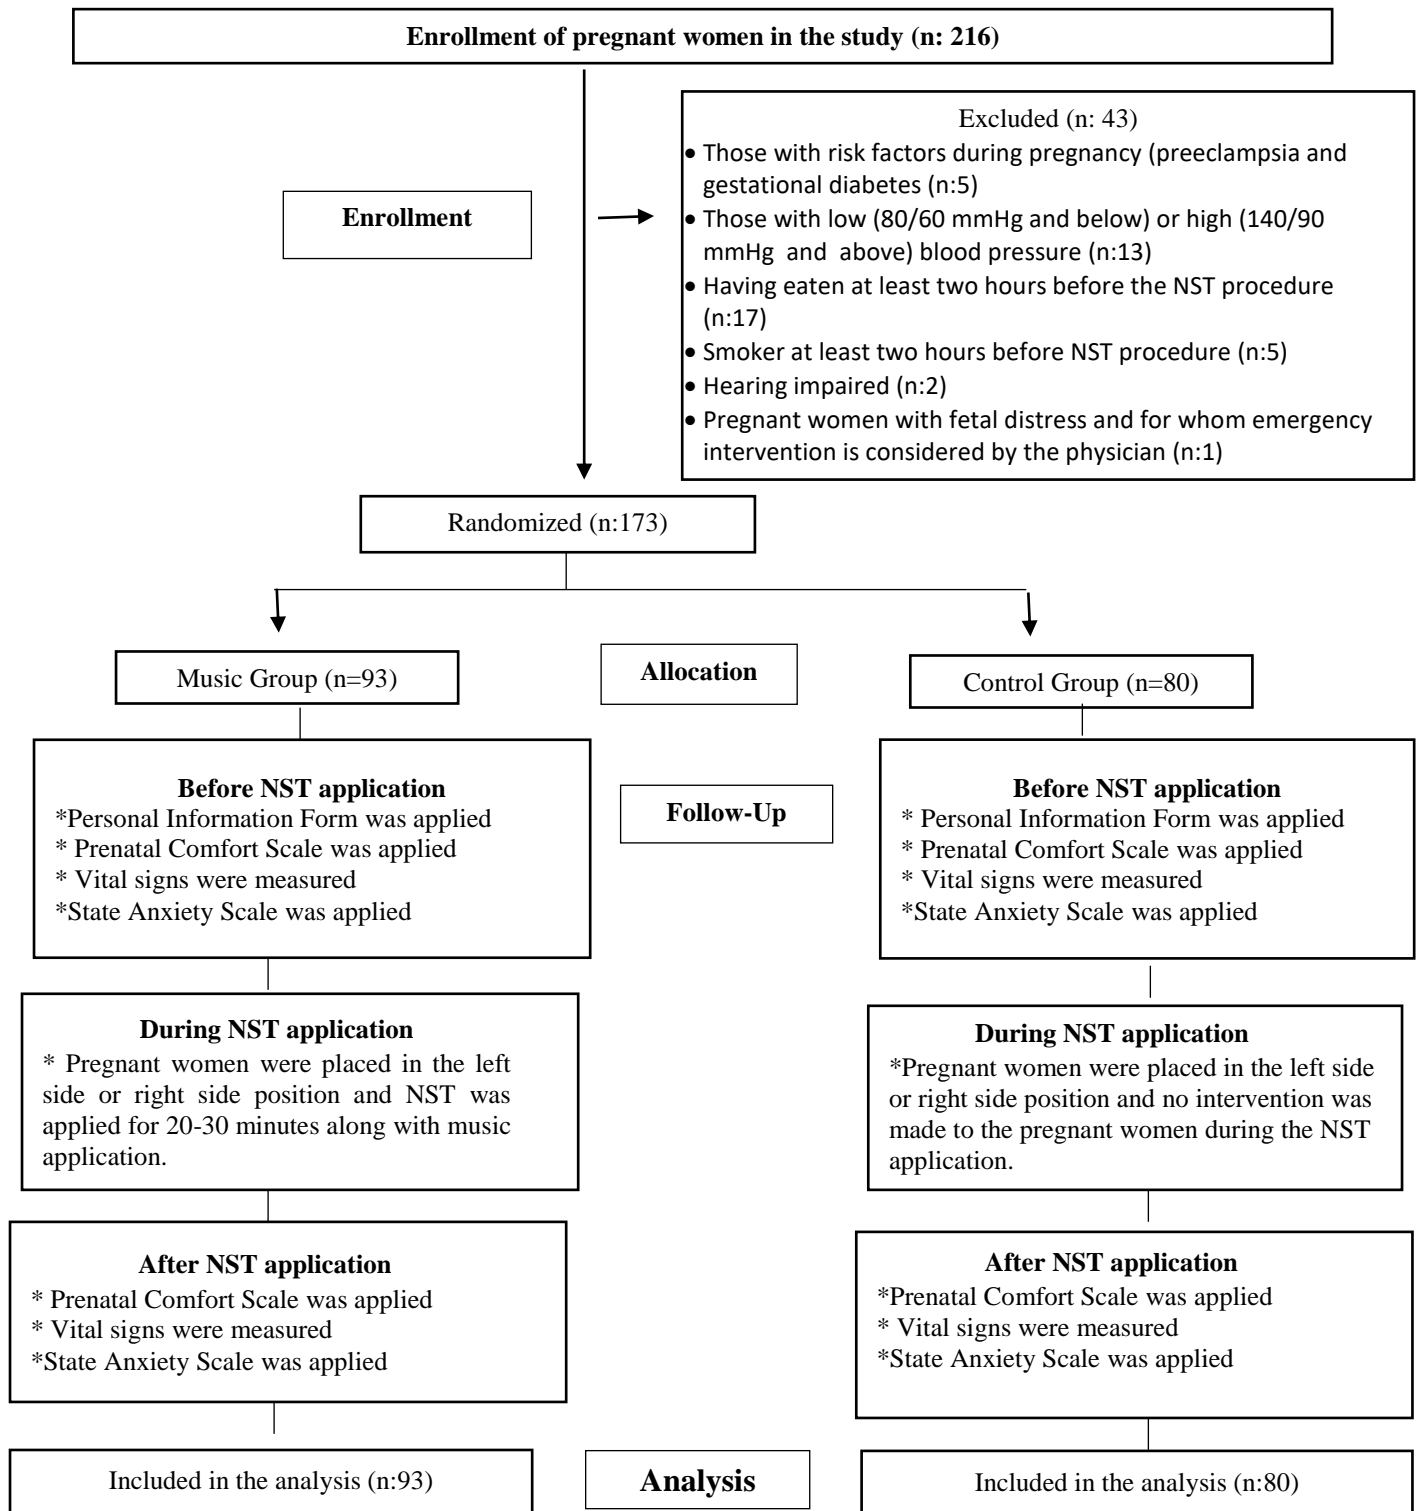 Enrollment of pregnant women in the study (n: 216)
Excluded (n: 43)
• Those with risk factors during pregnancy (preeclampsia and
gestational diabetes (n:5)
• Those with low (80/60 mmHg and below) or high (140/90
mmHg and above) blood pressure (n:13)
• Having eaten at least two hours before the NST procedure
(n:17)
• Smoker at least two hours before NST procedure (n:5)
• Hearing impaired (n:2)
• Pregnant women with fetal distress and for whom emergency
intervention is considered by the physician (n:1)
Enrollment
Randomized (n:173)
Music Group (n=93)
Allocation
Control Group (n=80)
Before NST application
*Personal Information Form was applied
* Prenatal Comfort Scale was applied
* Vital signs were measured
*State Anxiety Scale was applied
Follow-Up
Before NST application
* Personal Information Form was applied
* Prenatal Comfort Scale was applied
* Vital signs were measured
*State Anxiety Scale was applied
During NST application
* Pregnant women were placed in the left
side or right side position and NST was
applied for 20-30 minutes along with music
application.
During NST application
*Pregnant women were placed in the left side
or right side position and no intervention was
made to the pregnant women during the NST
application.
After NST application
* Prenatal Comfort Scale was applied
* Vital signs were measured
*State Anxiety Scale was applied
After NST application
*Prenatal Comfort Scale was applied
* Vital signs were measured
*State Anxiety Scale was applied
Included in the analysis (n:93)
Analysis
Included in the analysis (n:80)